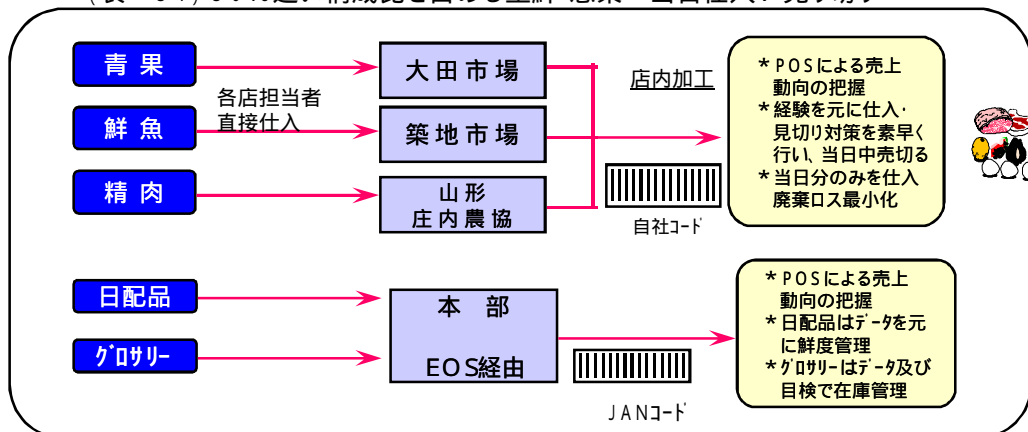 青 果
鮮 魚
精 肉
各店担当者
直接仕入
大 田 市 場
築 地 市 場
山 形
庄 内 農 協
店内加工
自社ｺｰﾄﾞ
*ＰＯＳによる売上
動向の把握
*経験を元に仕入・
見切り対策を素早く
行い、当日中売切る
*当日分のみを仕入
廃棄ロス最小化
日配品
ｸﾞﾛｻﾘｰ
本 部
ＥＯＳ経由
ＪＡＮｺｰﾄﾞ
*ＰＯＳによる売上
動向の把握
*日配品はﾃﾞｰﾀを元
に鮮度管理
*ｸﾞﾛｻﾘｰはﾃﾞｰﾀ及び
目検で在庫管理